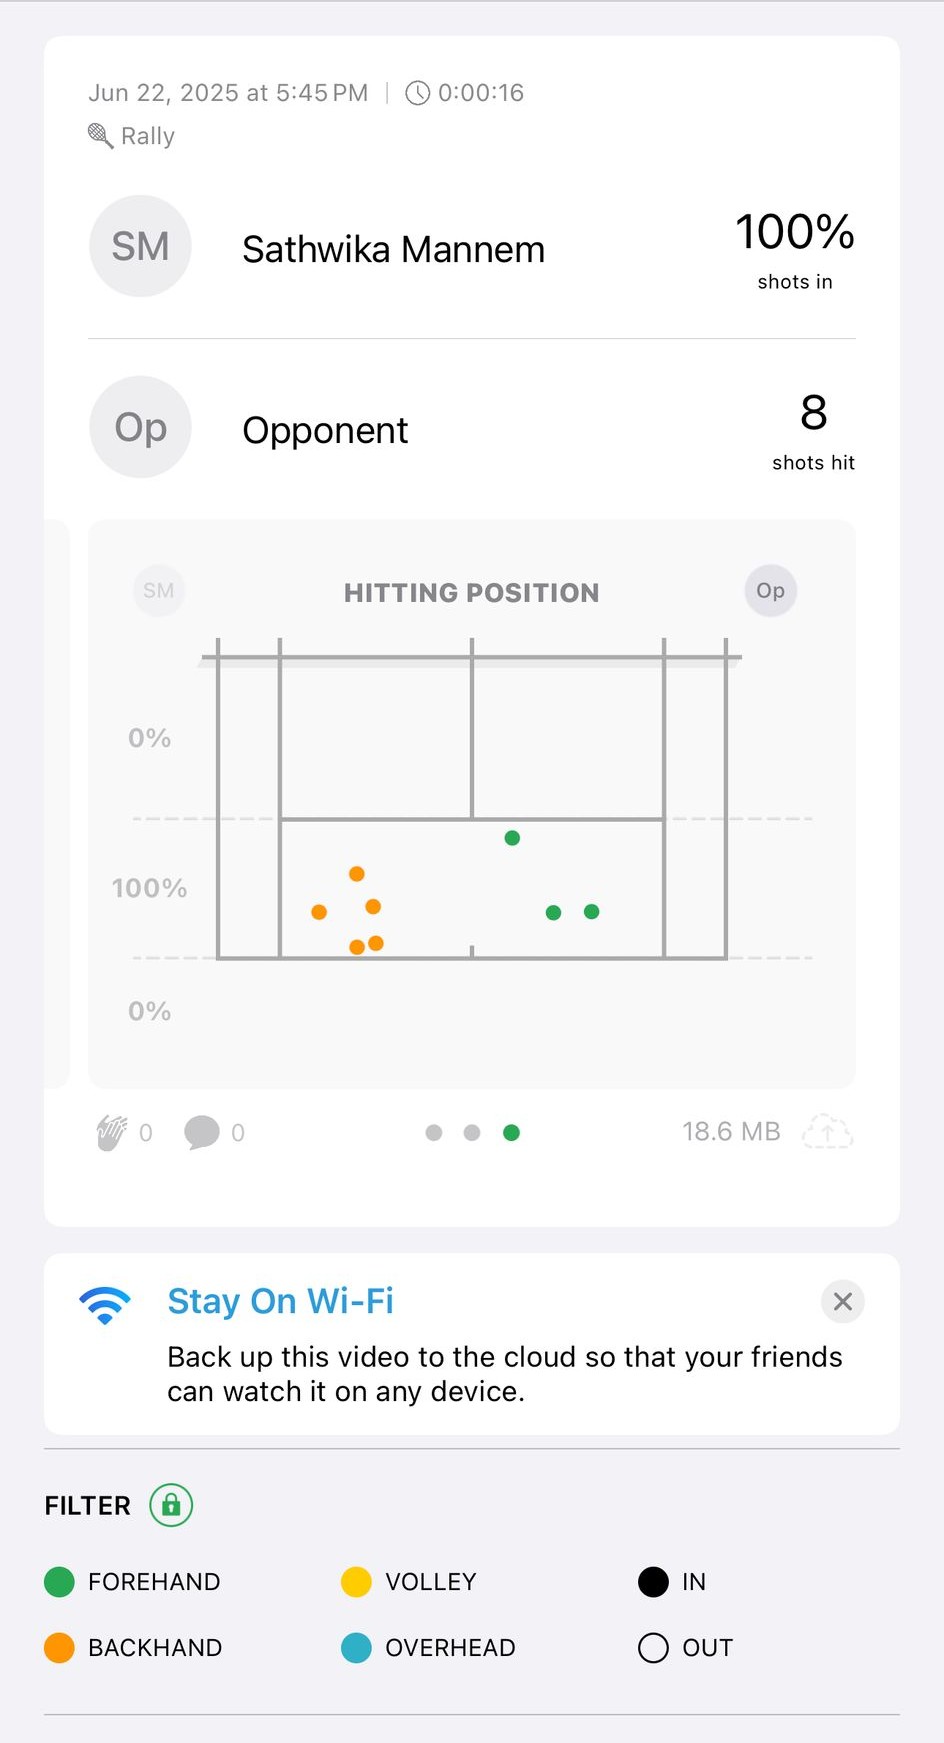 Jun 22, 2025 at 5:45 PM | 0:00:16
Rally
SM
Sathwika Mannem
100%
shots in
Op
Opponent
8
shots hit
SM
HITTING POSITION
Op
0%
100%
0%
0
0
18.6 MB
Stay On Wi-Fi
Back up this video to the cloud so that your friends
can watch it on any device.
FILTER
FOREHAND
VOLLEY
IN
BACKHAND
OVERHEAD
OUT